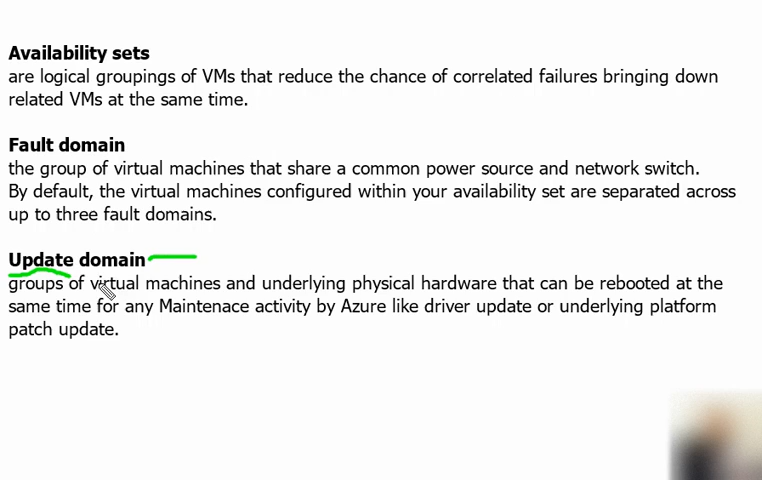 Availability sets
are logical groupings of VMs that reduce the chance of correlated failures bringing down
related VMs at the same time.
Fault domain
the group of virtual machines that share a common power source and network switch.
By default, the virtual machines configured within your availability set are separated across
up to three fault domains.
Update domain
groups of virtual machines and underlying physical hardware that can be rebooted at the
same time for any Maintenace activity by Azure like driver update or underlying platform
patch update.